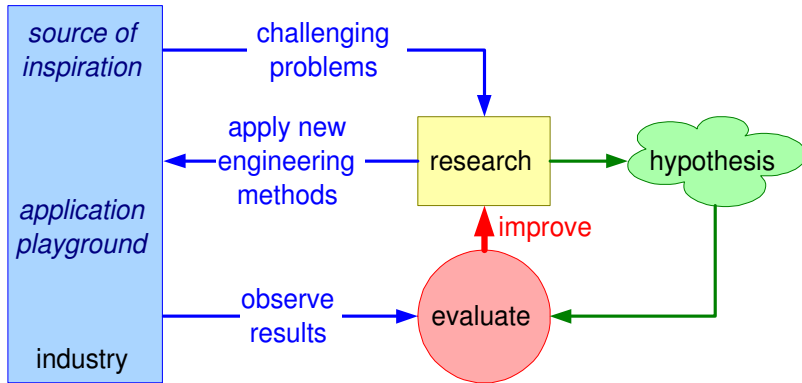 source of
inspiration
challenging
problems
apply new
engineering
methods
research
hypothesis
application
playground
improve
observe
results
evaluate
industry